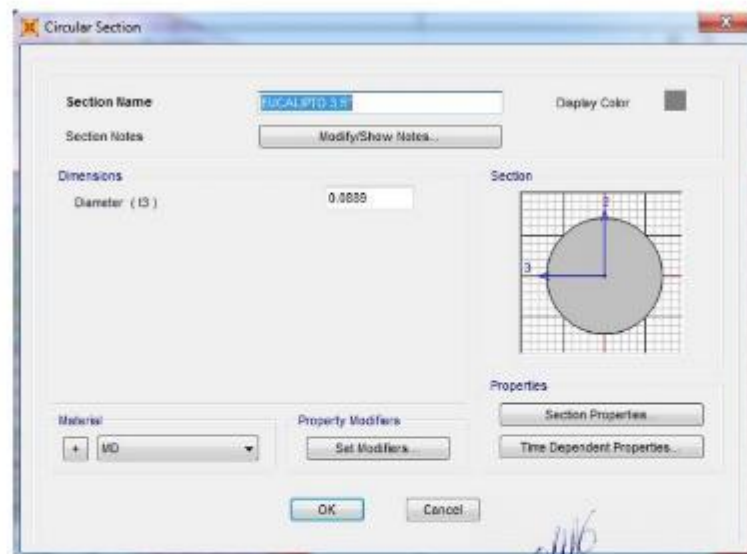 Circular Section
Section Name EUCALIPTO 3.5" Display Color
Section Notes Modify/Show Notes...
Dimensions
Diameter ( t3 ) 0.0889
Section
2
3
Properties
Section Properties...
Time Dependent Properties...
Material
+ MD
Property Modifiers
Set Modifiers...
OK Cancel